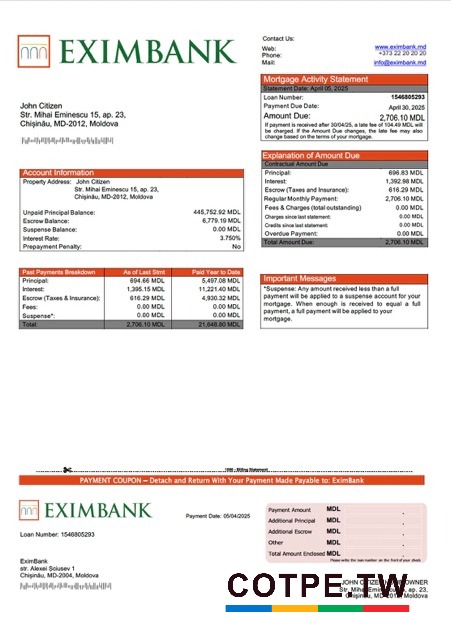 EXIMBANK
Contact Us:
Web: www.eximbank.md
Phone: +373 22 20 20 20
Mail: info@eximbank.md
Mortgage Activity Statement
Statement Date: April 05, 2025
Loan Number: 1546805293
Payment Due Date: April 30, 2025
Amount Due: 2,706.10 MDL
If payment is received after 30/04/25, a late fee of 104.49 MDL will
be charged. If the Amount Due changes, the late fee may also
change based on the terms of your mortgage.
John Citizen
Str. Mihai Eminescu 15, ap. 23,
Chișinău, MD-2012, Moldova
Explanation of Amount Due
Contractual Amount Due
Principal: 696.83 MDL
Interest: 1,392.98 MDL
Escrow (Taxes and Insurance): 616.29 MDL
Regular Monthly Payment: 2,706.10 MDL
Fees & Charges (total outstanding) 0.00 MDL
Charges since last statement: 0.00 MDL
Credits since last statement: 0.00 MDL
Overdue Payment: 0.00 MDL
Total Amount Due: 2,706.10 MDL
Account Information
Property Address: John Citizen
Str. Mihai Eminescu 15, ap. 23,
Chișinău, MD-2012, Moldova
Unpaid Principal Balance: 445,752.92 MDL
Escrow Balance: 6,779.19 MDL
Suspense Balance: 0.00 MDL
Interest Rate: 3.750%
Prepayment Penalty: No
Past Payments Breakdown As of Last Stmt Paid Year to Date
Principal: 694.66 MDL 5,497.08 MDL
Interest: 1,395.15 MDL 11,221.40 MDL
Escrow (Taxes & Insurance): 616.29 MDL 4,930.32 MDL
Fees: 0.00 MDL 0.00 MDL
Suspense*: 0.00 MDL 0.00 MDL
Total: 2,706.10 MDL 21,648.80 MDL
Important Messages
*Suspense: Any amount received less than a full
payment will be applied to a suspense account for your
mortgage. When enough is received to equal a full
payment, a full payment will be applied to your
mortgage.
PAYMENT COUPON – Detach and Return With Your Payment Made Payable to: EximBank
EXIMBANK
Payment Date: 05/04/2025
Loan Number: 1546805293
Payment Amount MDL
Additional Principal MDL
Additional Escrow MDL
Other MDL
Total Amount Enclosed MDL
Please write the loan number on the front of your check
EximBank
str. Alexei Sciusev 1
Chișinău, MD-2004, Moldova
COTPE.TW